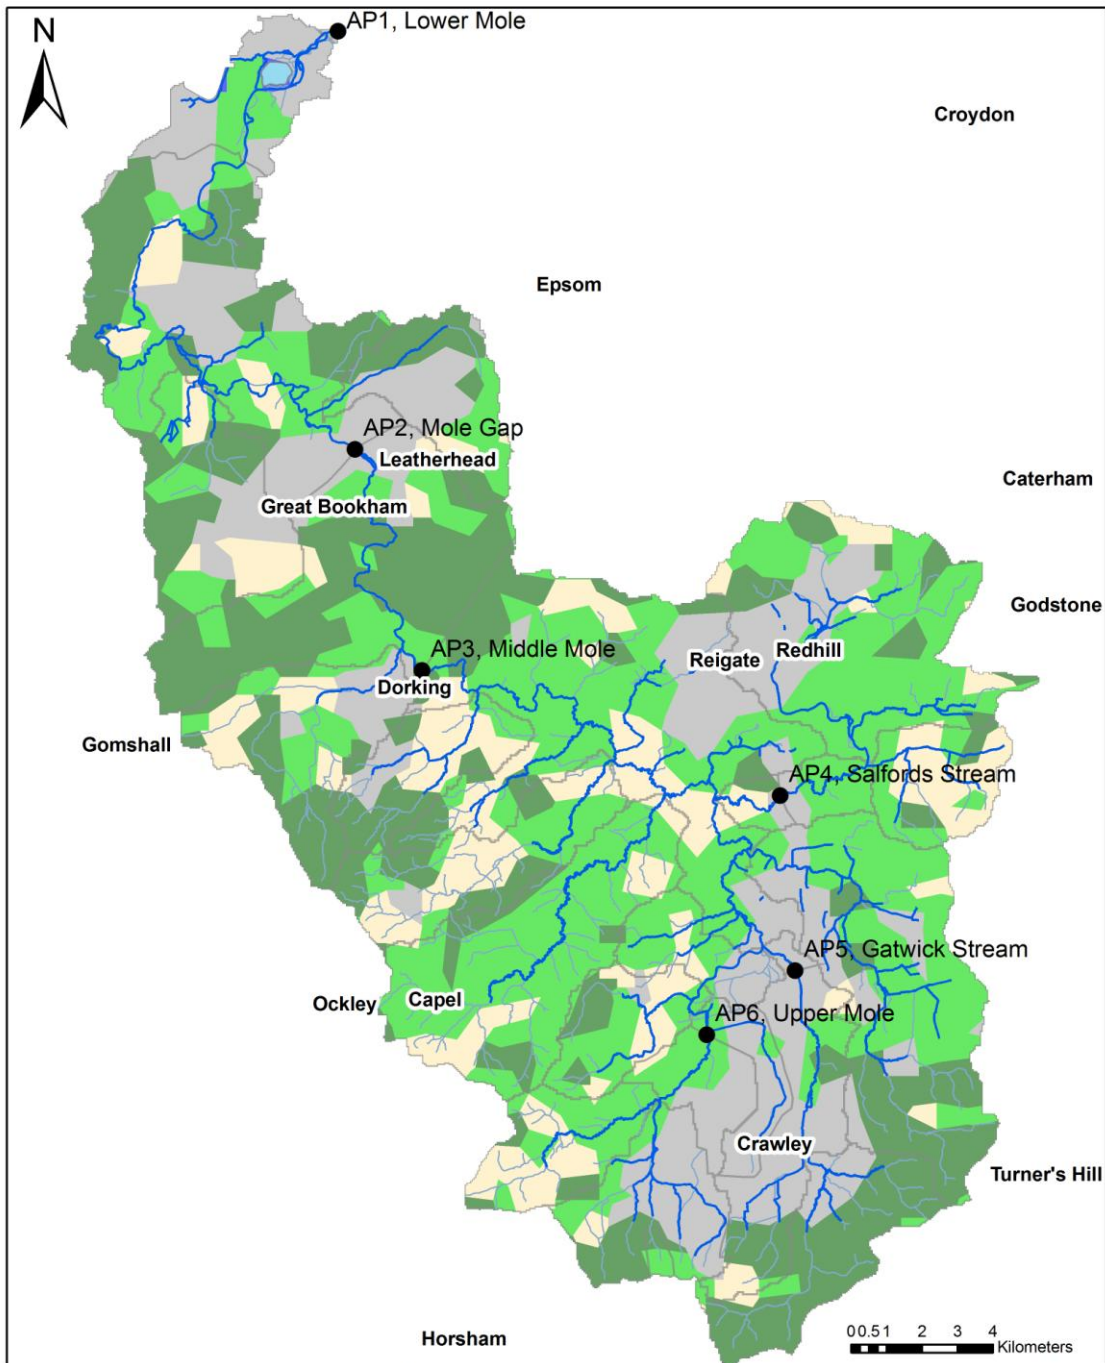 AP1, Lower Mole
N
Croydon
Epsom
AP2, Mole Gap
Leatherhead
Caterham
Great Bookham
Godstone
AP3, Middle Mole
Redhill
Reigate
Dorking
Gomshall
AP4, Salfords Stream
AP5, Gatwick Stream
Ockley
Capel
AP6, Upper Mole
Crawley
Turner's Hill
Horsham
0 0.5 1 2 3 4
Kilometers